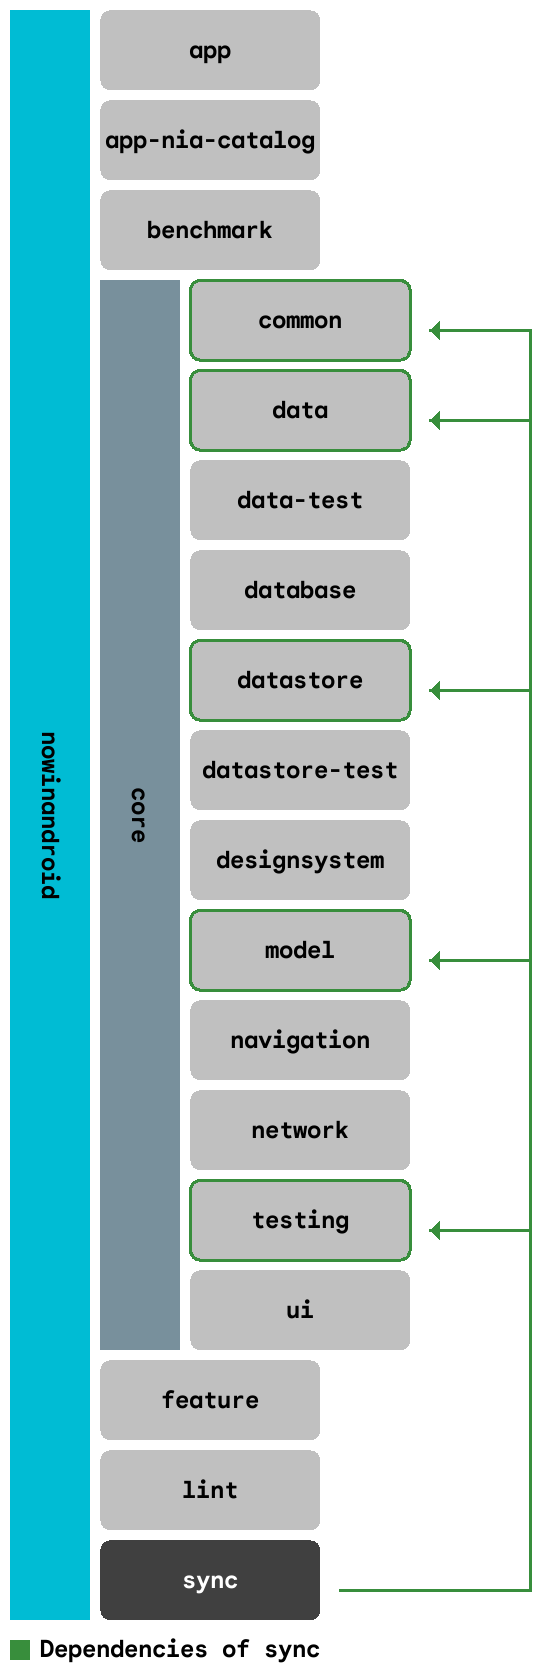 nowinandroid
app
app-nia-catalog
benchmark
core
common
data
data-test
database
datastore
datastore-test
designsystem
model
navigation
network
testing
ui
feature
lint
sync
Dependencies of sync